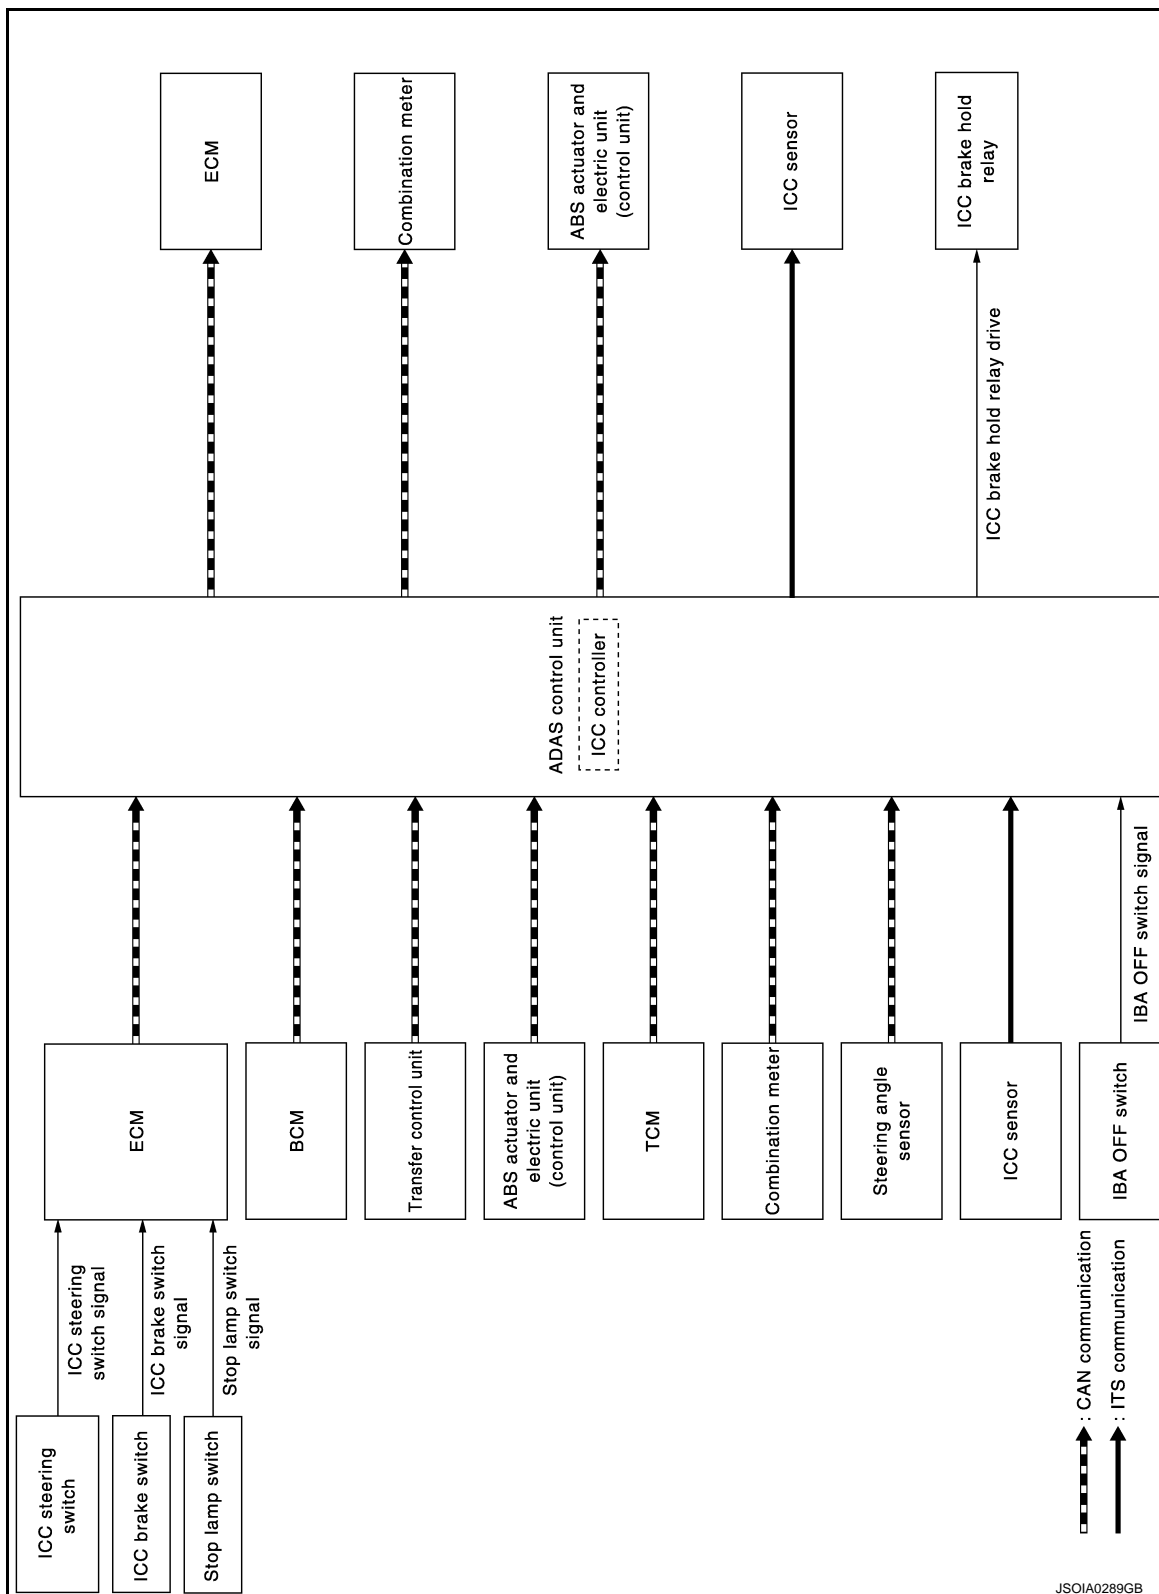 ICC steering
switch
ICC brake switch
Stop lamp switch
ICC steering
switch signal
ICC brake switch
signal
Stop lamp switch
signal
ECM
BCM
Transfer control unit
ABS actuator and
electric unit
(control unit)
TCM
Combination meter
Steering angle
sensor
ICC sensor
IBA OFF switch
IBA OFF switch signal
ADAS control unit
ICC controller
ICC brake hold relay drive
ECM
Combination meter
ABS actuator and
electric unit
(control unit)
ICC sensor
ICC brake hold
relay
: CAN communication
: ITS communication
JSOIA0289GB